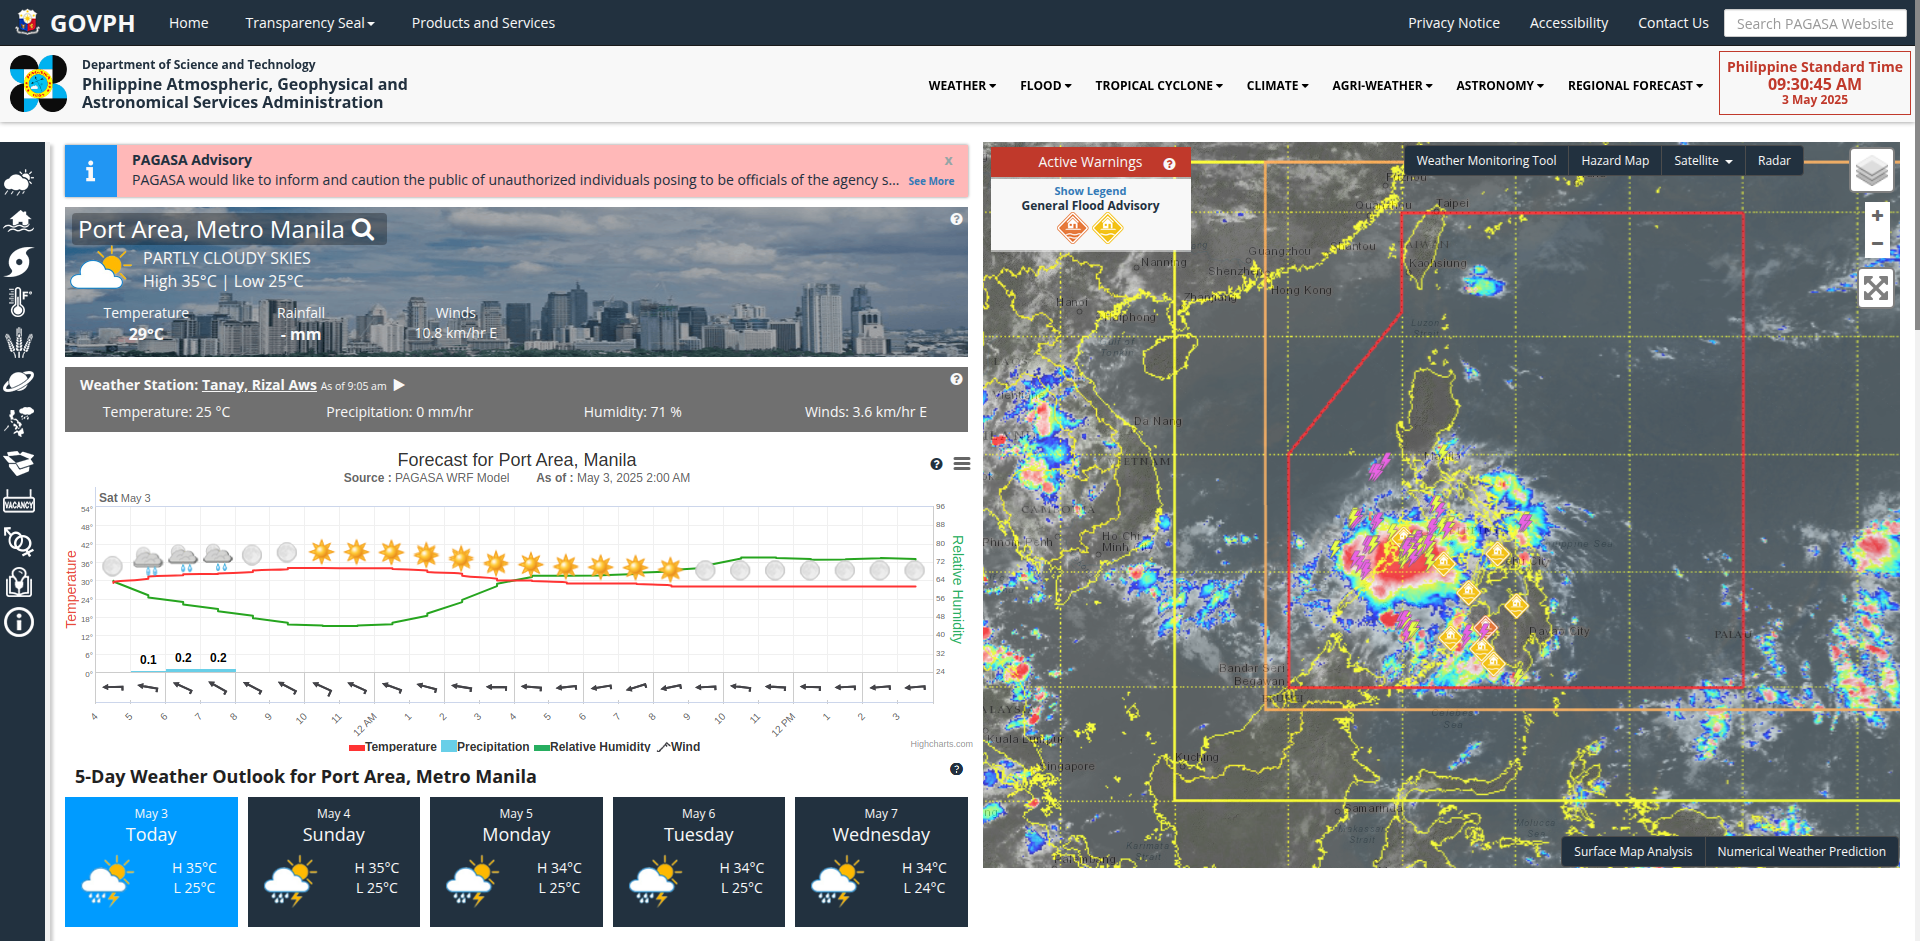 GOVPH
Home
Transparency Seal
Products and Services
Privacy Notice
Accessibility
Contact Us
Search PAGASA Website
Department of Science and Technology
Philippine Atmospheric, Geophysical and
Astronomical Services Administration
WEATHER
FLOOD
TROPICAL CYCLONE
CLIMATE
AGRI-WEATHER
ASTRONOMY
REGIONAL FORECAST
Philippine Standard Time
09:30:45 AM
3 May 2025
VACANCY
PAGASA Advisory
x
PAGASA would like to inform and caution the public of unauthorized individuals posing to be officials of the agency s...
See More
Port Area, Metro Manila
PARTLY CLOUDY SKIES
High 35°C | Low 25°C
Temperature
Rainfall
Winds
29°C
- mm
10.8 km/hr E
Weather Station: Tanay, Rizal Aws As of 9:05 am
Temperature: 25 °C
Precipitation: 0 mm/hr
Humidity: 71 %
Winds: 3.6 km/hr E
Forecast for Port Area, Manila
Source : PAGASA WRF Model As of : May 3, 2025 2:00 AM
Sat May 3
Temperature
54°
48°
42°
36°
30°
24°
18°
12°
6°
0°
Relative Humidity
96
88
80
72
64
56
48
40
32
24
0.1
0.2
0.2
4
5
6
7
8
9
10
11
12 AM
1
2
3
4
5
6
7
8
9
10
11
12 PM
1
2
3
Temperature
Precipitation
Relative Humidity
Wind
Highcharts.com
5-Day Weather Outlook for Port Area, Metro Manila
May 3
Today
H 35°C
L 25°C
May 4
Sunday
H 35°C
L 25°C
May 5
Monday
H 34°C
L 25°C
May 6
Tuesday
H 34°C
L 25°C
May 7
Wednesday
H 34°C
L 24°C
Active Warnings
Show Legend
General Flood Advisory
Weather Monitoring Tool
Hazard Map
Satellite
Radar
+
−
Taipei
Guangzhou
Nanning
Shenzhen
Kaohsiung
Hong Kong
Hanoi
Haiphong
Da Nang
VIETNAM
CAMBODIA
Ho Chi
Minh City
Davao City
PALAU
Bandar Seri
Begawan
Celebes
Sea
Kuala Lumpur
Kuching
Singapore
Samarinda
Karimata
Strait
Surface Map Analysis
Numerical Weather Prediction